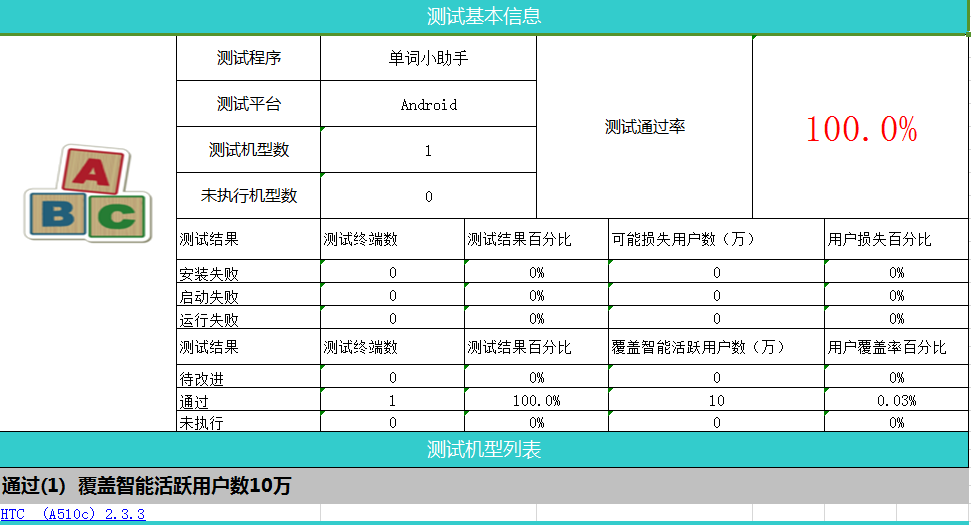 测试基本信息
测试程序 单词小助手
测试平台 Android
测试机型数 1
未执行机型数 0
测试通过率 100.0%
A
B C
测试结果 测试终端数 测试结果百分比 可能损失用户数（万） 用户损失百分比
安装失败 0 0% 0 0%
启动失败 0 0% 0 0%
运行失败 0 0% 0 0%
测试结果 测试终端数 测试结果百分比 覆盖智能活跃用户数（万） 用户覆盖率百分比
待改进 0 0% 0 0%
通过 1 100.0% 10 0.03%
未执行 0 0% 0 0%
测试机型列表
通过(1) 覆盖智能活跃用户数10万
HTC (A510c) 2.3.3